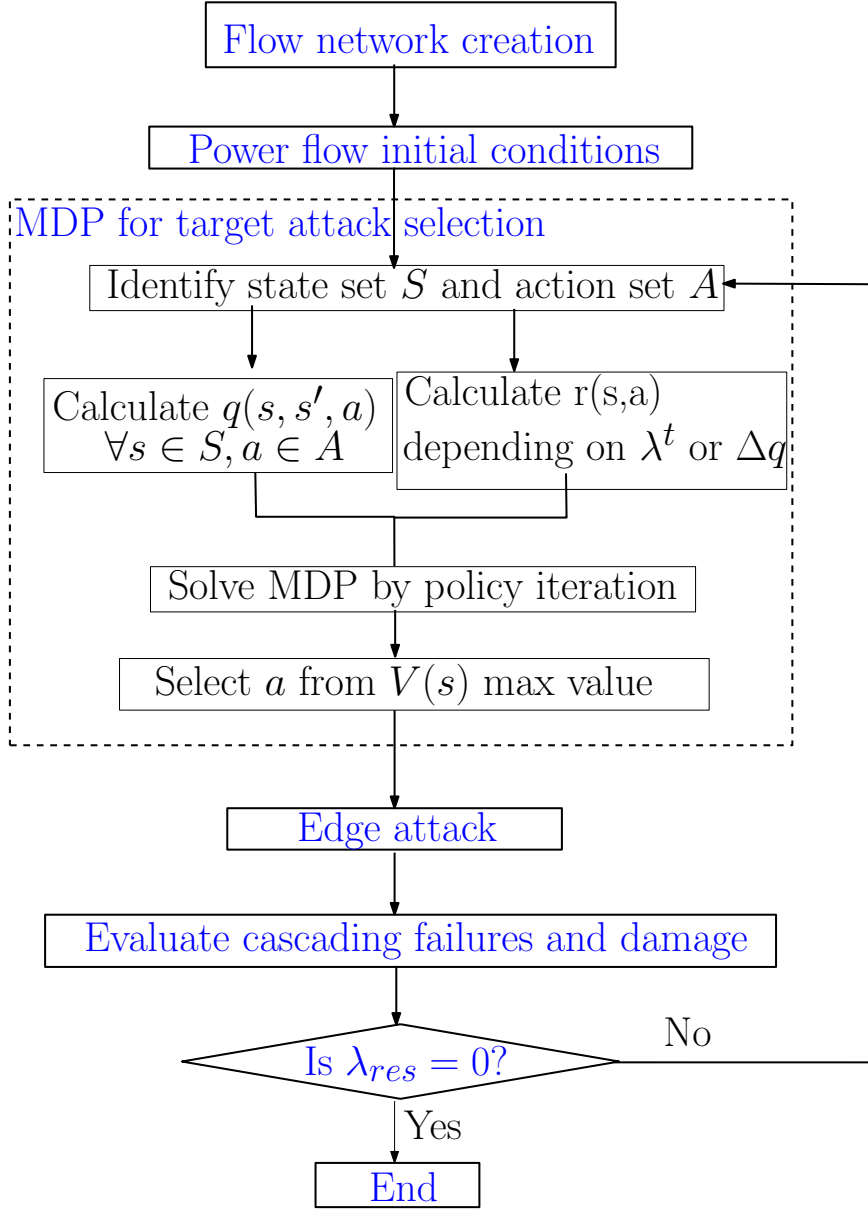 Flow network creation
Power flow initial conditions
MDP for target attack selection
Identify state set S and action set A
Calculate q(s, s′, a)
∀s ∈ S, a ∈ A
Calculate r(s,a)
depending on λ^t or Δq
Solve MDP by policy iteration
Select a from V(s) max value
Edge attack
Evaluate cascading failures and damage
Is λ_res = 0?
No
Yes
End